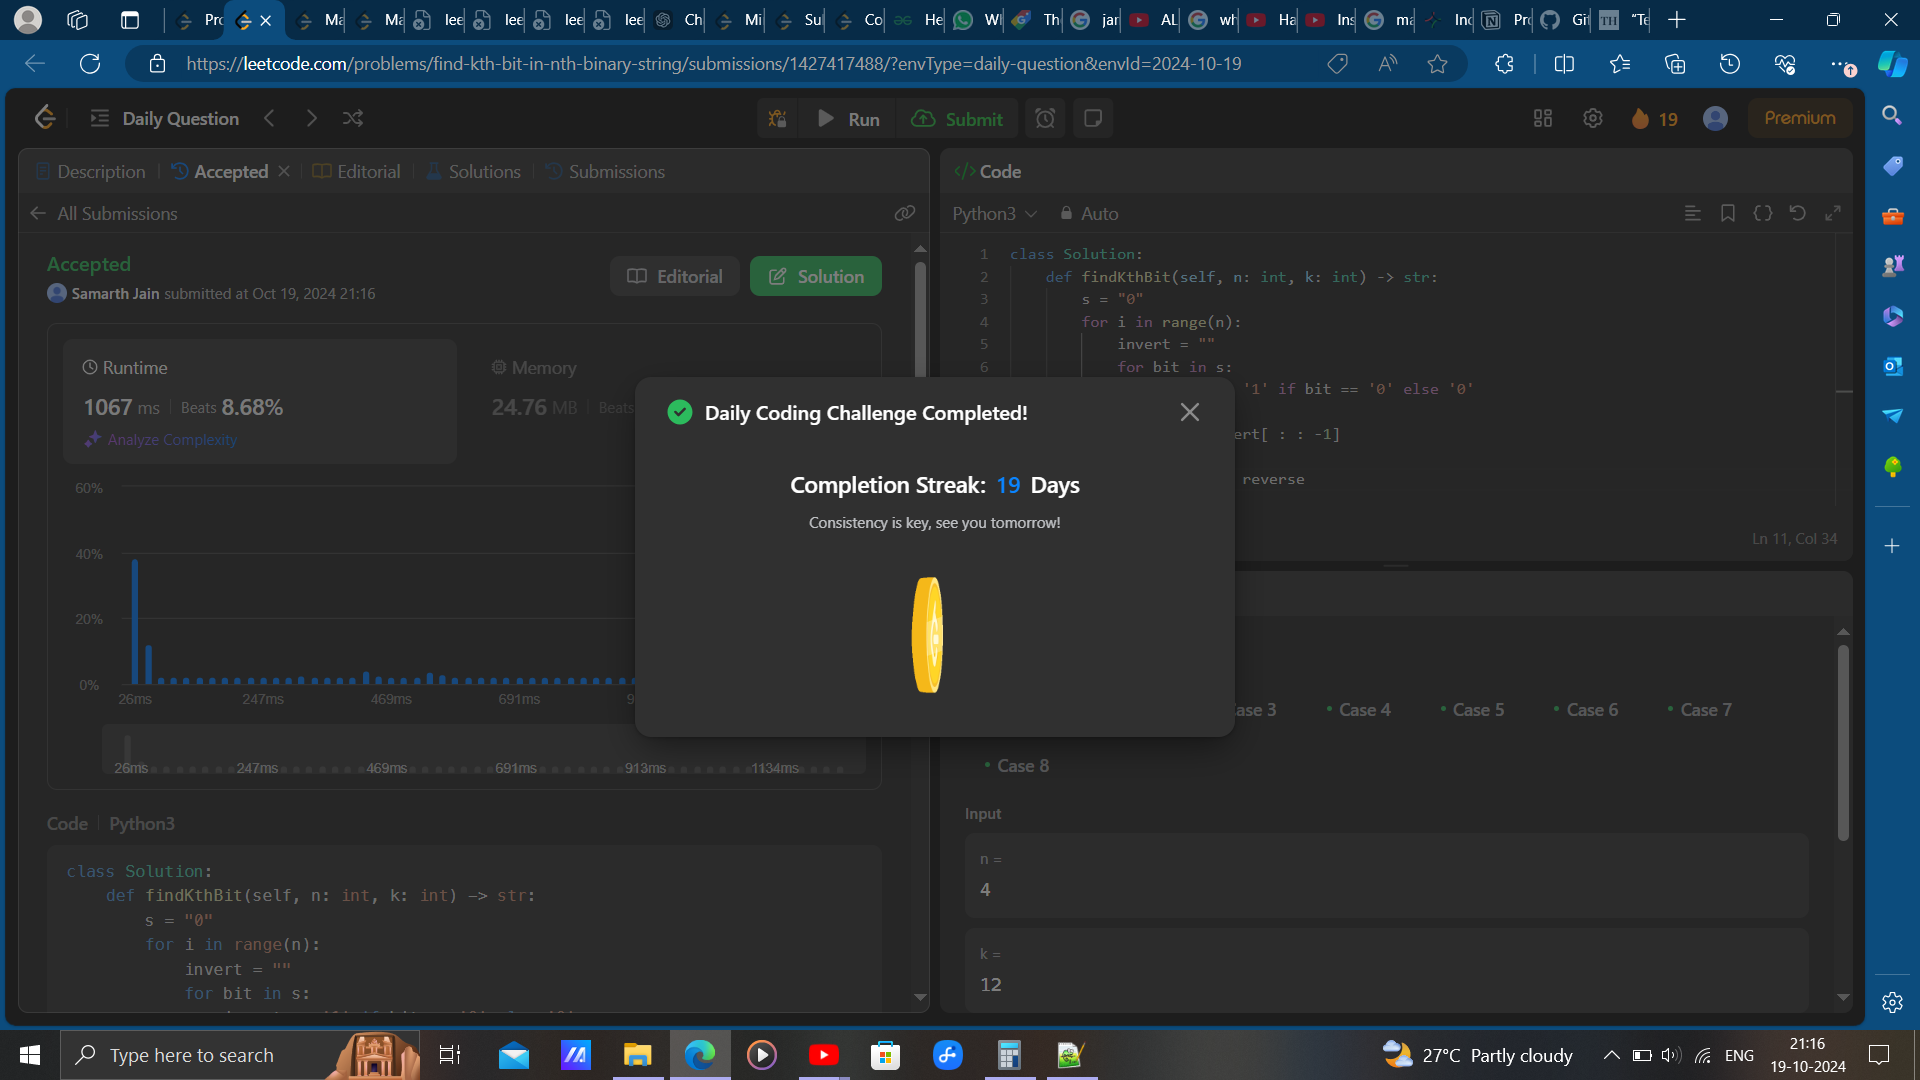 Pr
Ma
Ma
lee
lee
lee
lee
Ch
Mi
Su
Co
He
W
Th
jar
AL
wh
Ha
Ins
ma
Inc
Pr
Gi
"Te
https://leetcode.com/problems/find-kth-bit-in-nth-binary-string/submissions/1427417488/?envType=daily-question&envId=2024-10-19
Daily Question
Run
Submit
19
Premium
Description
Accepted
Editorial
Solutions
Submissions
All Submissions
Accepted
Samarth Jain submitted at Oct 19, 2024 21:16
Editorial
Solution
Runtime
1067 ms
Beats 8.68%
Analyze Complexity
Memory
24.76 MB
Beats
60%
40%
20%
0%
26ms
247ms
469ms
691ms
9
26ms
247ms
469ms
691ms
913ms
1134ms
Code
Python3
class Solution:
def findKthBit(self, n: int, k: int) -> str:
s = "0"
for i in range(n):
invert = ""
for bit in s:
</> Code
Python3
Auto
1 class Solution:
2 def findKthBit(self, n: int, k: int) -> str:
3 s = "0"
4 for i in range(n):
5 invert = ""
6 for bit in s:
'1' if bit == '0' else '0'
ert[ : : -1]
reverse
Ln 11, Col 34
Daily Coding Challenge Completed!
Completion Streak: 19 Days
Consistency is key, see you tomorrow!
ase 3
Case 4
Case 5
Case 6
Case 7
Case 8
Input
n =
4
k =
12
Type here to search
27°C Partly cloudy
ENG
21:16
19-10-2024